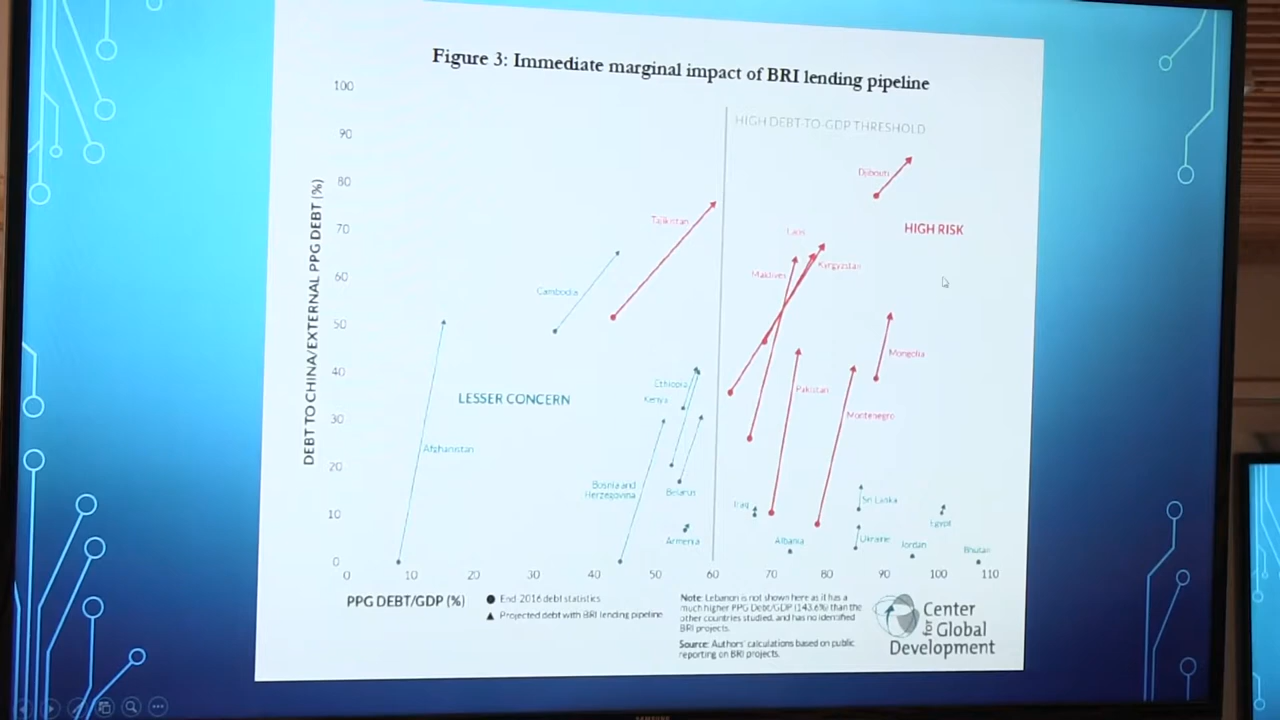 Figure 3: Immediate marginal impact of BRI lending pipeline
100
90
80
70
60
50
40
30
20
10
0
DEBT TO CHINA/EXTERNAL PPG DEBT (%)
HIGH DEBT-TO-GDP THRESHOLD
Djibouti
HIGH RISK
Tajikistan
Laos
Kyrgyzstan
Maldives
Cambodia
Mongolia
Ethiopia
Kenya
LESSER CONCERN
Pakistan
Montenegro
Afghanistan
Bosnia and
Herzegovina
Belarus
Iraq
Sri Lanka
Egypt
Armenia
Albania
Ukraine
Jordan
Bhutan
0 10 20 30 40 50 60 70 80 90 100 110
PPG DEBT/GDP (%)
End 2016 debt statistics
Projected debt with BRI lending pipeline
Note: Lebanon is not shown here as it has a
much higher PPG Debt/GDP (143.6%) than the
other countries studied, and has no identified
BRI projects.
Source: Authors' calculations based on public
reporting on BRI projects.
Center
for Global
Development
SAMSUNG